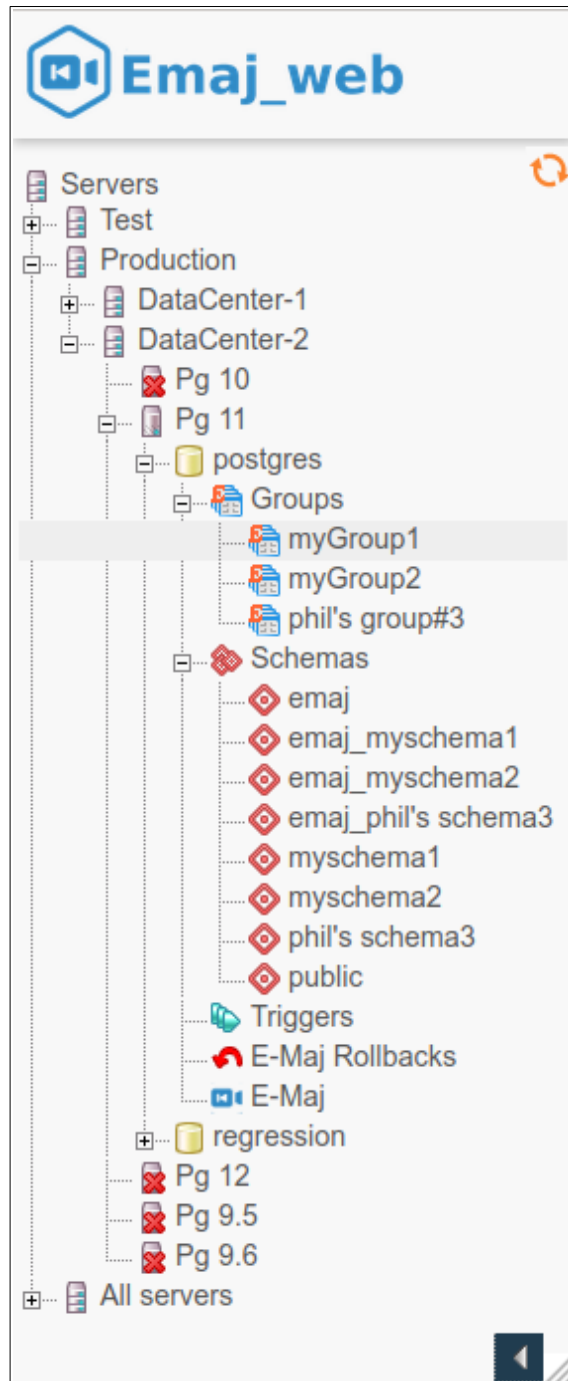 Emaj_web
Servers
Test
Production
DataCenter-1
DataCenter-2
Pg 10
Pg 11
postgres
Groups
myGroup1
myGroup2
phil's group#3
Schemas
emaj
emaj_myschema1
emaj_myschema2
emaj_phil's schema3
myschema1
myschema2
phil's schema3
public
Triggers
E-Maj Rollbacks
E-Maj
regression
Pg 12
Pg 9.5
Pg 9.6
All servers